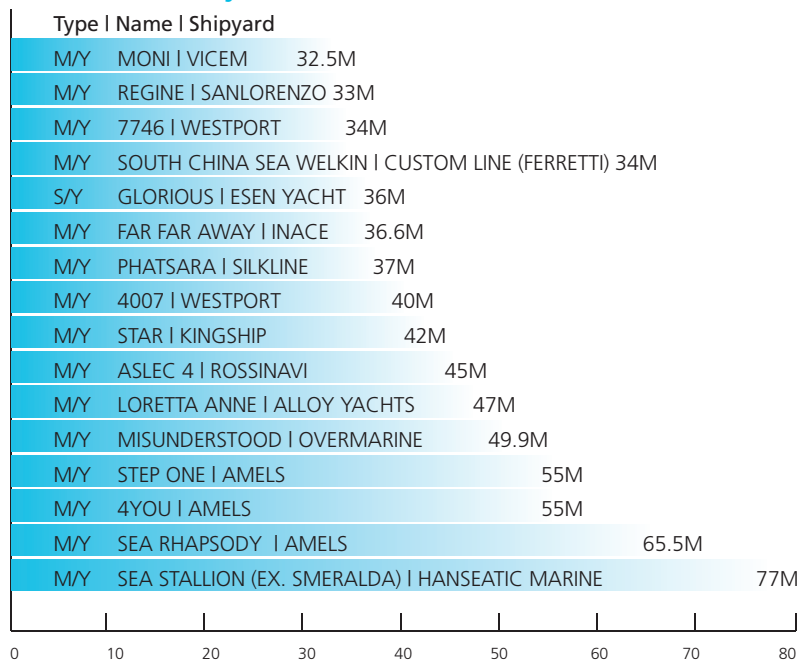 Type | Name | Shipyard
M/Y MONI | VICEM 32.5M
M/Y REGINE | SANLORENZO 33M
M/Y 7746 | WESTPORT 34M
M/Y SOUTH CHINA SEA WELKIN | CUSTOM LINE (FERRETTI) 34M
S/Y GLORIOUS | ESEN YACHT 36M
M/Y FAR FAR AWAY | INACE 36.6M
M/Y PHATSARA | SILKLINE 37M
M/Y 4007 | WESTPORT 40M
M/Y STAR | KINGSHIP 42M
M/Y ASLEC 4 | ROSSINAVI 45M
M/Y LORETTA ANNE | ALLOY YACHTS 47M
M/Y MISUNDERSTOOD | OVERMARINE 49.9M
M/Y STEP ONE | AMELS 55M
M/Y 4YOU | AMELS 55M
M/Y SEA RHAPSODY | AMELS 65.5M
M/Y SEA STALLION (EX. SMERALDA) | HANSEATIC MARINE 77M
0 10 20 30 40 50 60 70 80